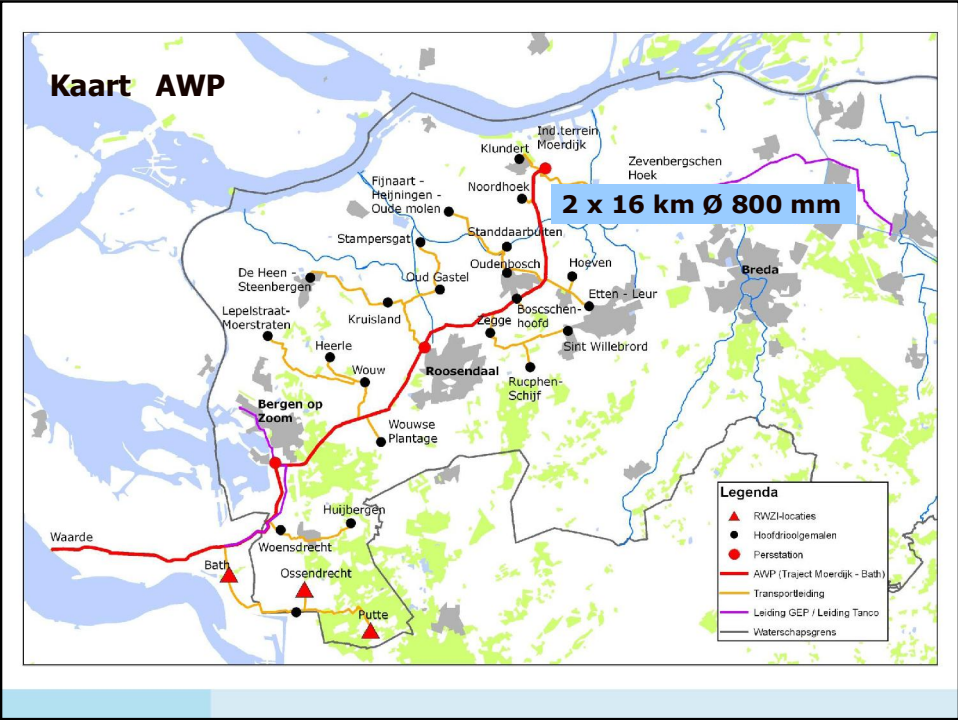 Kaart AWP
Ind.terrein
Moerdijk
Klundert
Zevenbergschen
Hoek
Noordhoek
Fijnaart -
Heijningen -
Oude molen
2 x 16 km Ø 800 mm
Standdaarbuiten
Stampersgat
Oudenbosch
Hoeven
Breda
De Heen -
Steenbergen
Oud Gastel
Etten - Leur
Boscschen-
hoofd
Lepelstraat-
Moerstraten
Kruisland
Zegge
Sint Willebrord
Heerle
Wouw
Roosendaal
Rucphen-
Schijf
Bergen op
Zoom
Wouwse
Plantage
Huijbergen
Waarde
Woensdrecht
Bath
Ossendrecht
Putte
Legenda
RWZI-locaties
Hoofdrioolgemalen
Persstation
AWP (Traject Moerdijk - Bath)
Transportleiding
Leiding GEP / Leiding Tanco
Waterschapsgrens